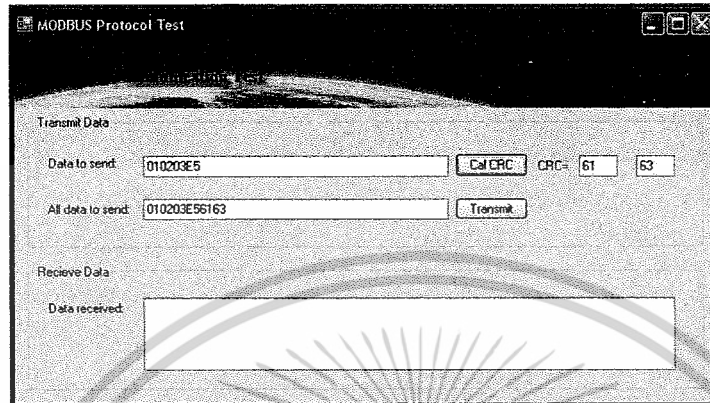 MODBUS Protocol Test
Transmit Data
Data to send: 010203E5 Cal CRC CRC= 61 63
All data to send: 010203E56163 Transmit
Recieve Data
Data received: